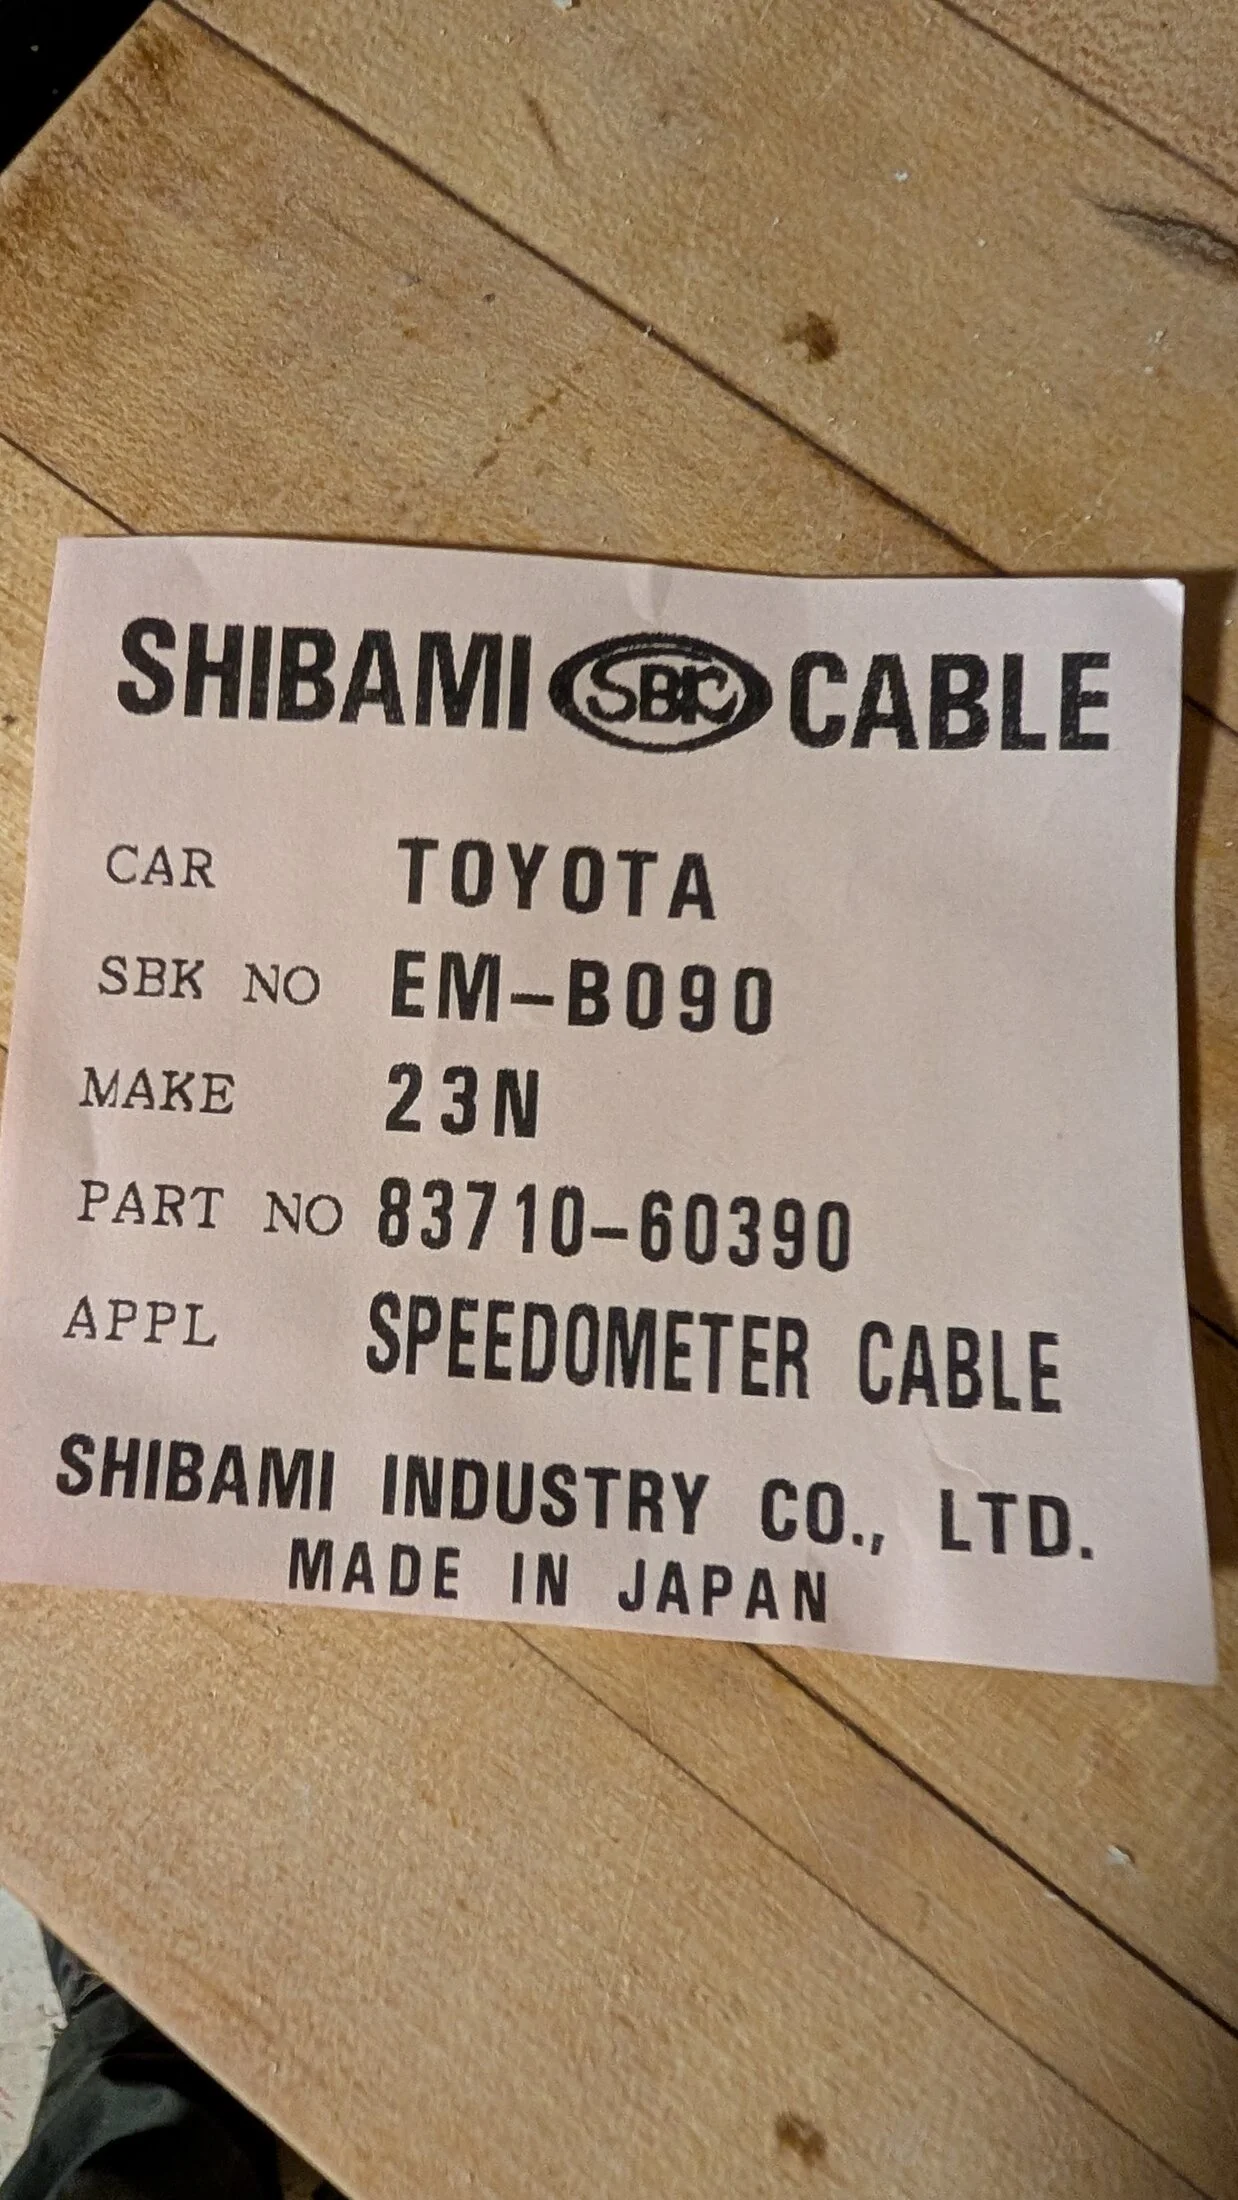 SHIBAMI SBK CABLE
CAR TOYOTA
SBK NO EM-B090
MAKE 23N
PART NO 83710-60390
APPL SPEEDOMETER CABLE
SHIBAMI INDUSTRY CO., LTD.
MADE IN JAPAN